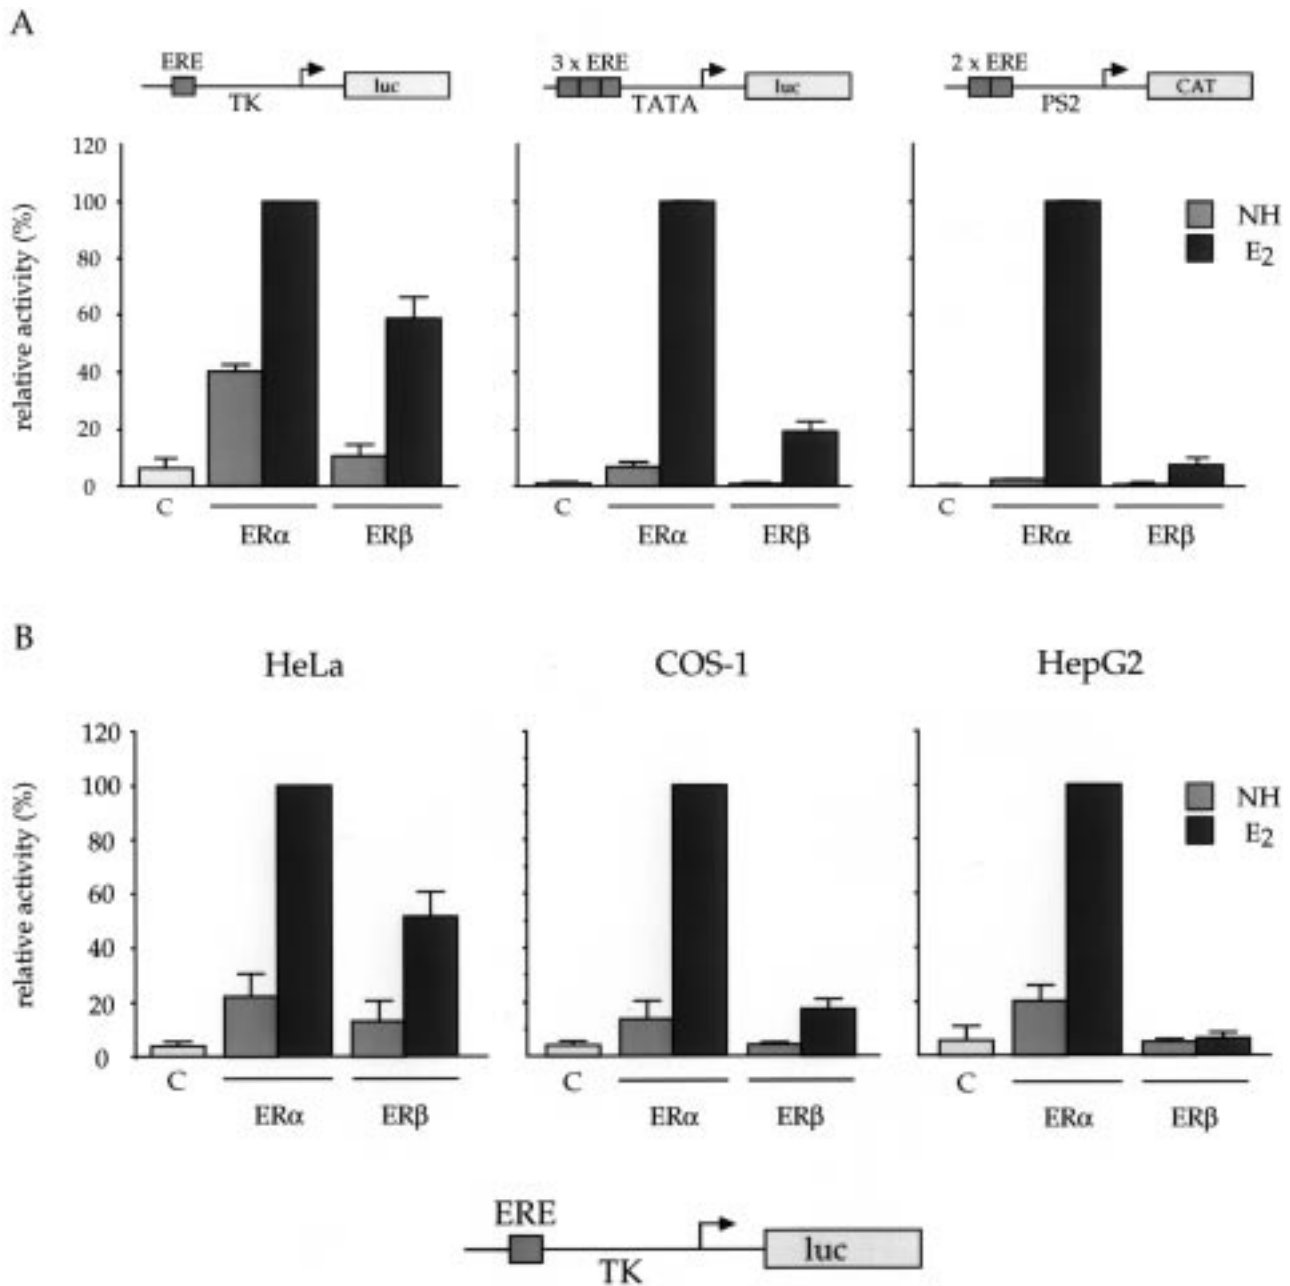 A
ERE
TK
luc
3 x ERE
TATA
luc
2 x ERE
PS2
CAT
relative activity (%)
120
100
80
60
40
20
0
C
ERα
ERβ
C
ERα
ERβ
C
ERα
ERβ
NH
E2
B
HeLa
COS-1
HepG2
relative activity (%)
120
100
80
60
40
20
0
C
ERα
ERβ
C
ERα
ERβ
C
ERα
ERβ
NH
E2
ERE
TK
luc